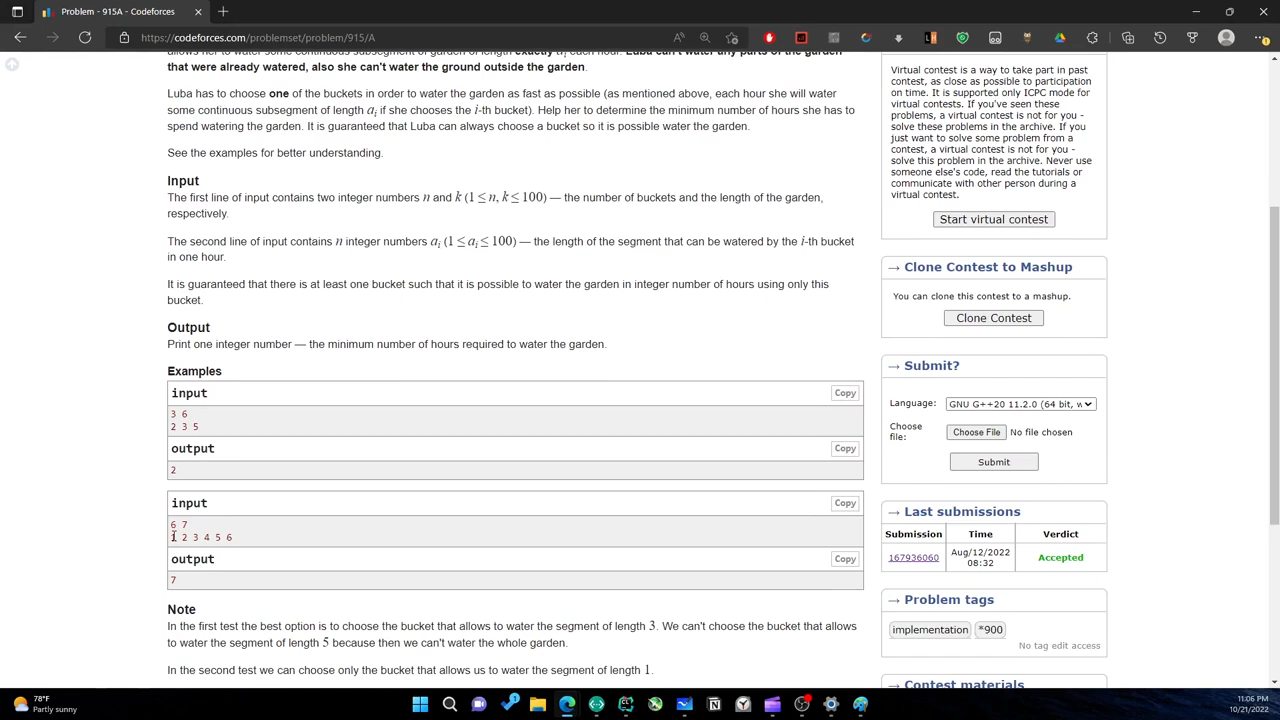 Problem - 915A - Codeforces
https://codeforces.com/problemset/problem/915/A
that were already watered, also she can't water the ground outside the garden.
Luba has to choose one of the buckets in order to water the garden as fast as possible (as mentioned above, each hour she will water
some continuous subsegment of length ai if she chooses the i-th bucket). Help her to determine the minimum number of hours she has to
spend watering the garden. It is guaranteed that Luba can always choose a bucket so it is possible water the garden.
See the examples for better understanding.
Input
The first line of input contains two integer numbers n and k (1 ≤ n, k ≤ 100) — the number of buckets and the length of the garden,
respectively.
The second line of input contains n integer numbers ai (1 ≤ ai ≤ 100) — the length of the segment that can be watered by the i-th bucket
in one hour.
It is guaranteed that there is at least one bucket such that it is possible to water the garden in integer number of hours using only this
bucket.
Output
Print one integer number — the minimum number of hours required to water the garden.
Examples
input
Copy
3 6
2 3 5
output
Copy
2
input
Copy
6 7
1 2 3 4 5 6
output
Copy
7
Note
In the first test the best option is to choose the bucket that allows to water the segment of length 3. We can't choose the bucket that allows
to water the segment of length 5 because then we can't water the whole garden.
In the second test we can choose only the bucket that allows us to water the segment of length 1.
Virtual contest is a way to take part in past
contest, as close as possible to participation
on time. It is supported only ICPC mode for
virtual contests. If you've seen these
problems, a virtual contest is not for you -
solve these problems in the archive. If you
just want to solve some problem from a
contest, a virtual contest is not for you -
solve this problem in the archive. Never use
someone else's code, read the tutorials or
communicate with other person during a
virtual contest.
Start virtual contest
→ Clone Contest to Mashup
You can clone this contest to a mashup.
Clone Contest
→ Submit?
Language: GNU G++20 11.2.0 (64 bit, w
Choose
file:
Choose File No file chosen
Submit
→ Last submissions
Submission Time Verdict
167936060 Aug/12/2022
08:32 Accepted
→ Problem tags
implementation *900
No tag edit access
→ Contest materials
78°F
Partly sunny
11:06 PM
10/21/2022